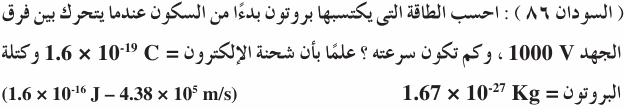 ( السودان ٨٦ ) : احسب الطاقة التى يكتسبها بروتون بدءًا من السكون عندما يتحرك بين فرق
الجهد 1000 V ، وكم تكون سرعته ؟ علمًا بأن شحنة الإلكترون = 1.6 × 10⁻¹⁹ C وكتلة
البروتون = 1.67 × 10⁻²⁷ Kg (1.6 × 10⁻¹⁶ J – 4.38 × 10⁵ m/s)